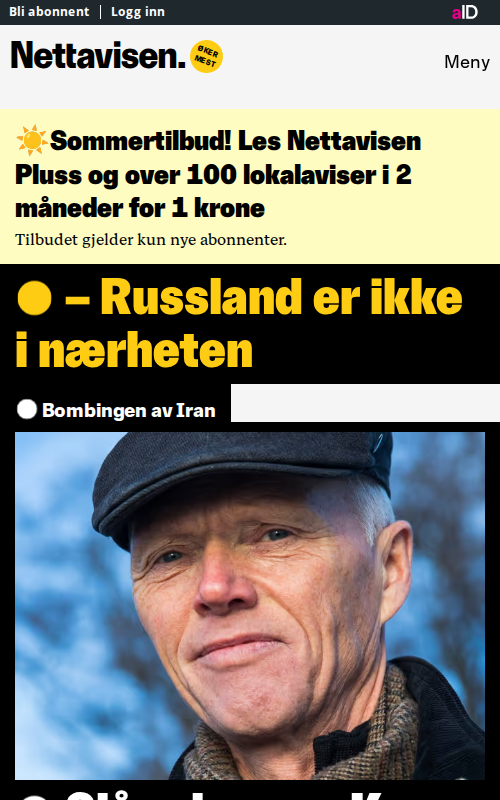 Bli abonnent | Logg inn aID
Nettavisen. ØKER MEST
Meny
☀️Sommertilbud! Les Nettavisen
Pluss og over 100 lokalaviser i 2
måneder for 1 krone
Tilbudet gjelder kun nye abonnenter.
– Russland er ikke
i nærheten
Bombingen av Iran